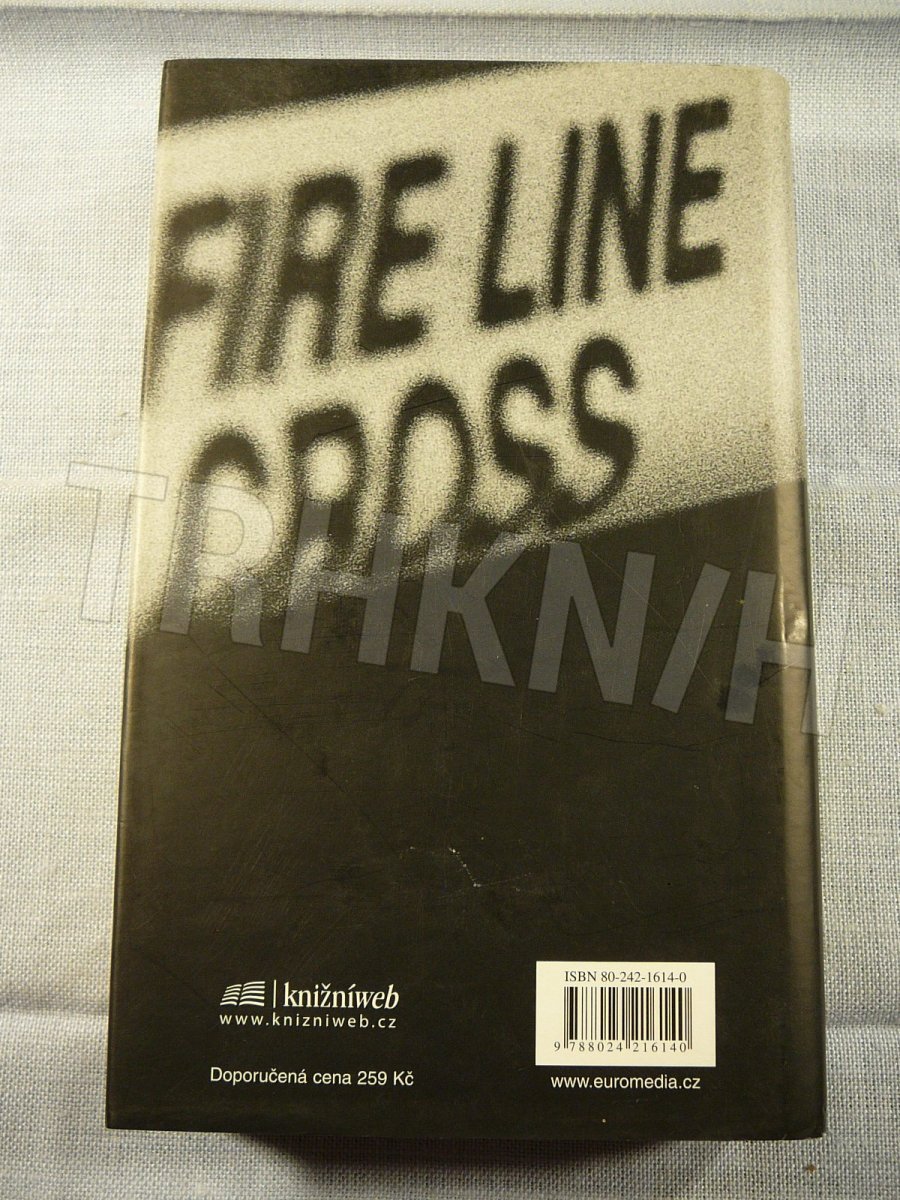 FIRE LINE
CROSS
TRHKNIH
knižníweb
www.knizniweb.cz
Doporučená cena 259 Kč
ISBN 80-242-1614-0
9 788024 216140
www.euromedia.cz